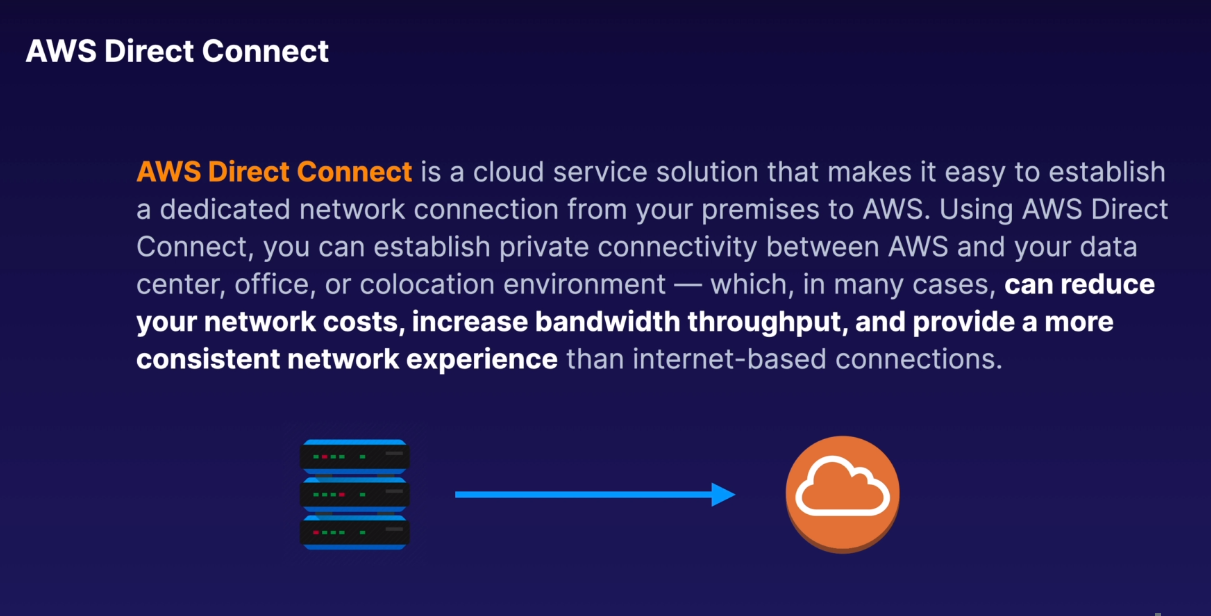 AWS Direct Connect
AWS Direct Connect is a cloud service solution that makes it easy to establish
a dedicated network connection from your premises to AWS. Using AWS Direct
Connect, you can establish private connectivity between AWS and your data
center, office, or colocation environment — which, in many cases, can reduce
your network costs, increase bandwidth throughput, and provide a more
consistent network experience than internet-based connections.